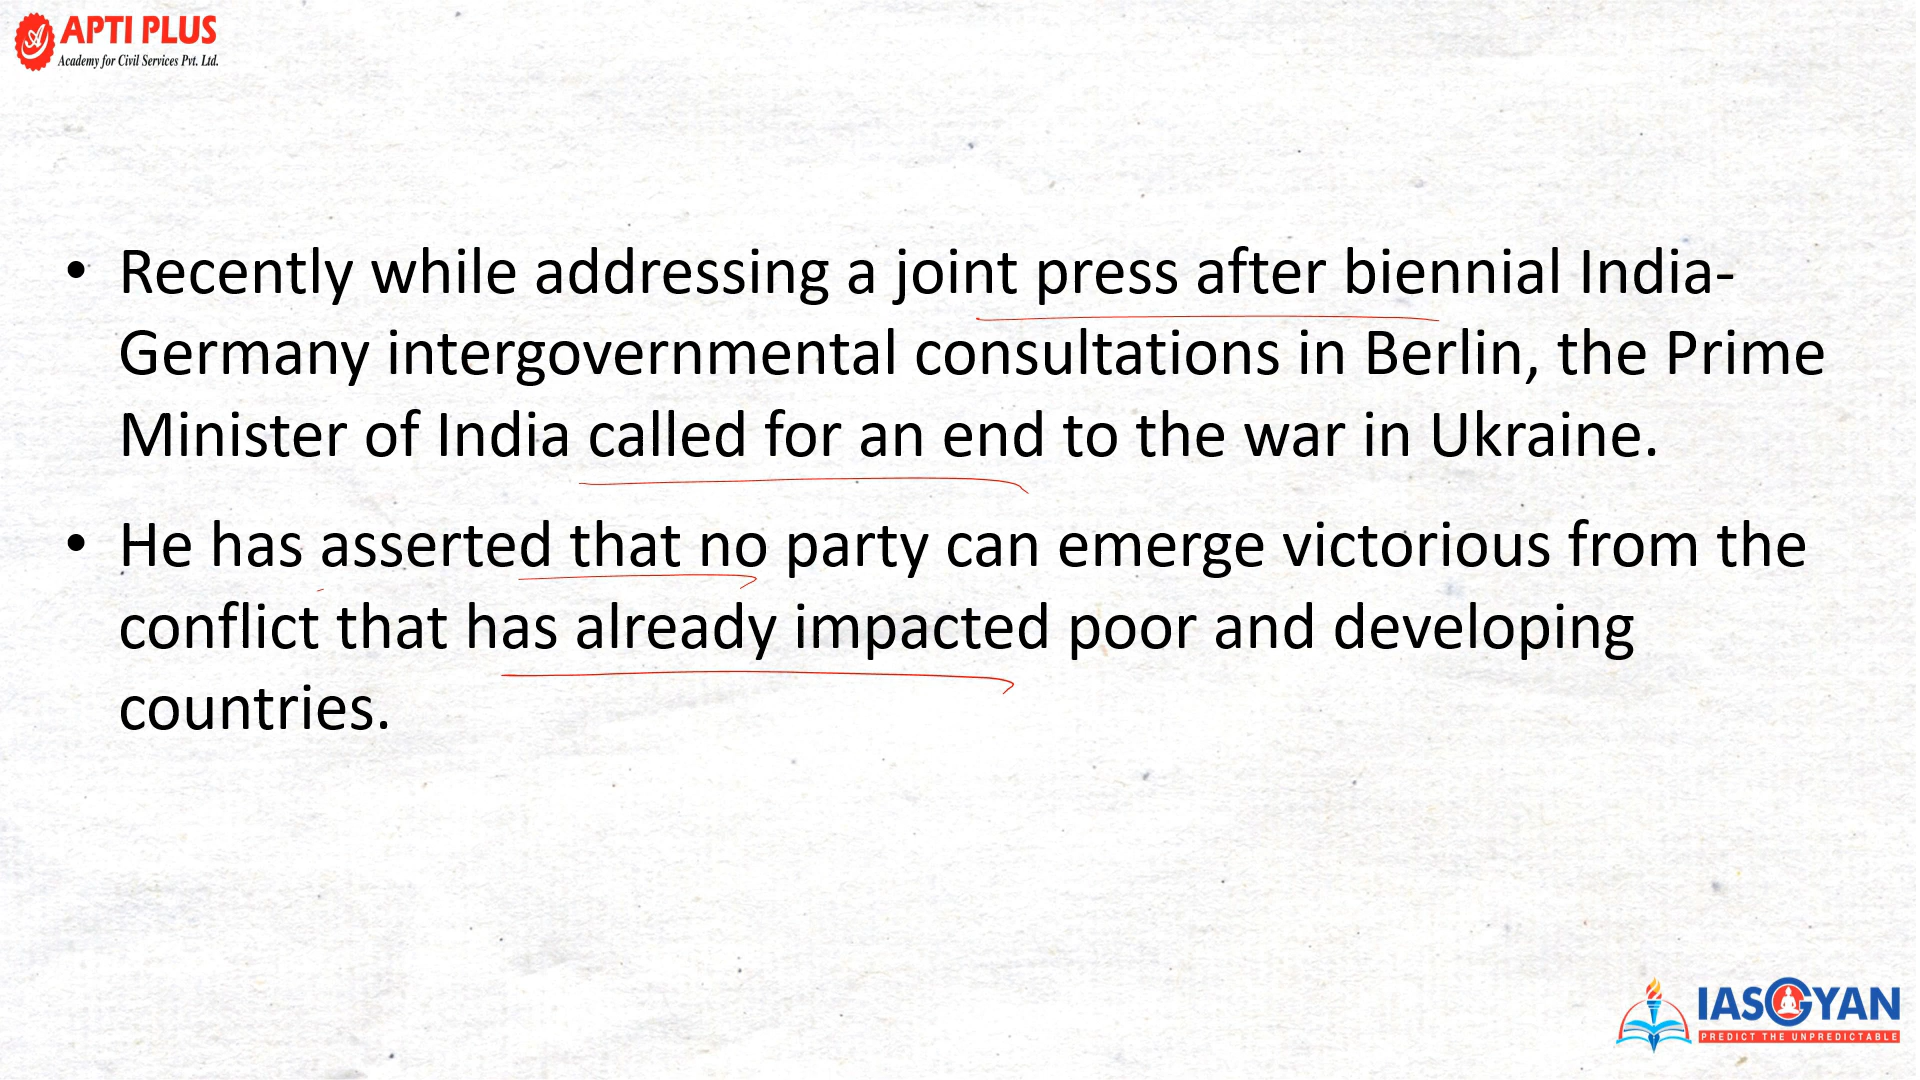 APTI PLUS
Academy for Civil Services Pvt. Ltd.
• Recently while addressing a joint press after biennial India-
Germany intergovernmental consultations in Berlin, the Prime
Minister of India called for an end to the war in Ukraine.
• He has asserted that no party can emerge victorious from the
conflict that has already impacted poor and developing
countries.
IASGYAN
PREDICT THE UNPREDICTABLE